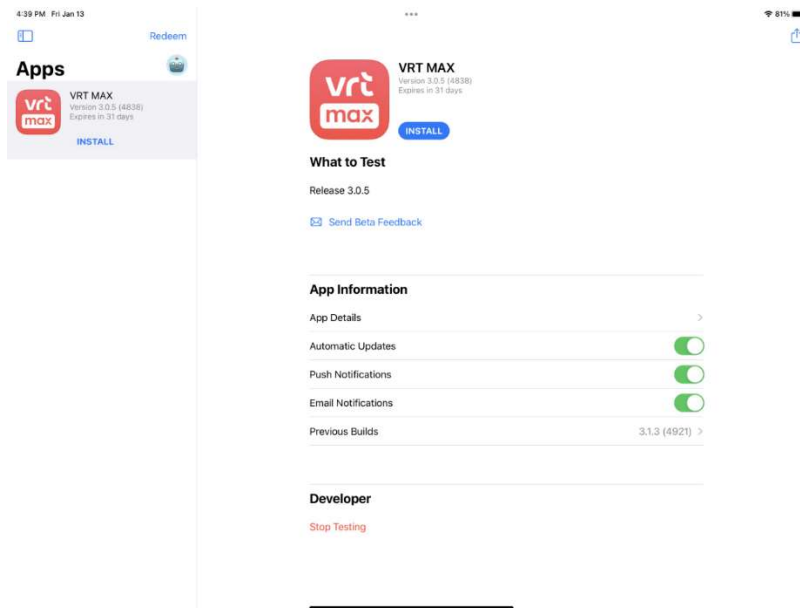 4:39 PM Fri Jan 13
81%
Redeem
Apps
vrt
max
VRT MAX
Version 3.0.5 (4838)
Expires in 31 days
INSTALL
vrt
max
VRT MAX
Version 3.0.5 (4838)
Expires in 31 days
INSTALL
What to Test
Release 3.0.5
Send Beta Feedback
App Information
App Details
Automatic Updates
Push Notifications
Email Notifications
Previous Builds 3.1.3 (4921)
Developer
Stop Testing